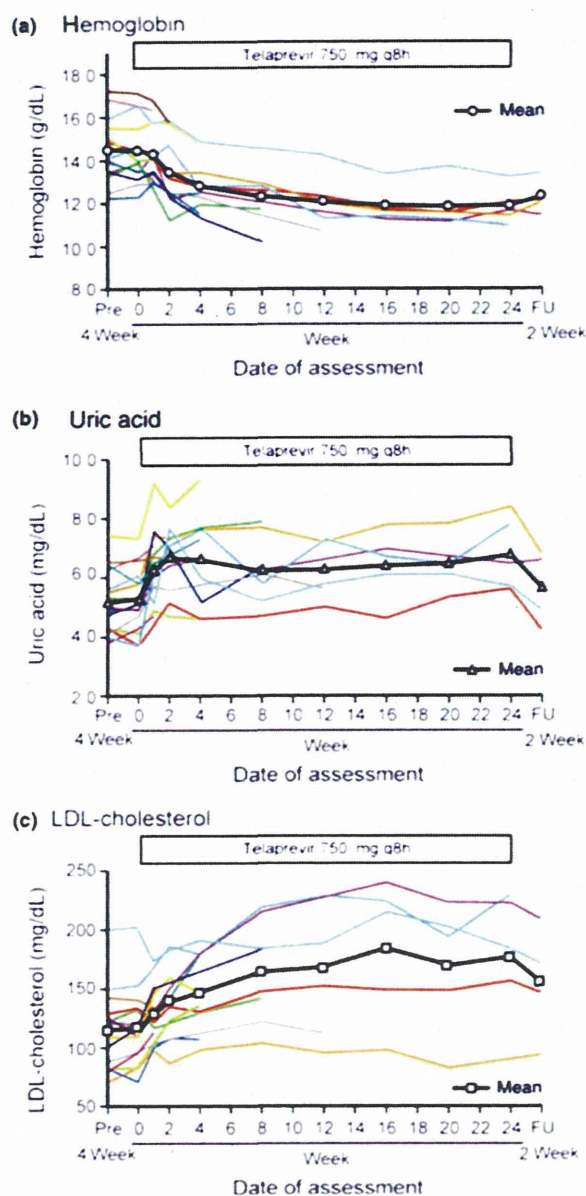 (a) Hemoglobin
Telaprevir 750 mg q8h
Mean
Hemoglobin (g/dL)
18.0
16.0
14.0
12.0
10.0
8.0
Pre 0 2 4 6 8 10 12 14 16 18 20 22 24 FU
4 Week Week 2 Week
Date of assessment
(b) Uric acid
Telaprevir 750 mg q8h
Uric acid (mg/dL)
10.0
8.0
6.0
4.0
2.0
Mean
Pre 0 2 4 6 8 10 12 14 16 18 20 22 24 FU
4 Week Week 2 Week
Date of assessment
(c) LDL-cholesterol
Telaprevir 750 mg q8h
LDL-cholesterol (mg/dL)
250
200
150
100
50
Mean
Pre 0 2 4 6 8 10 12 14 16 18 20 22 24 FU
4 Week Week 2 Week
Date of assessment